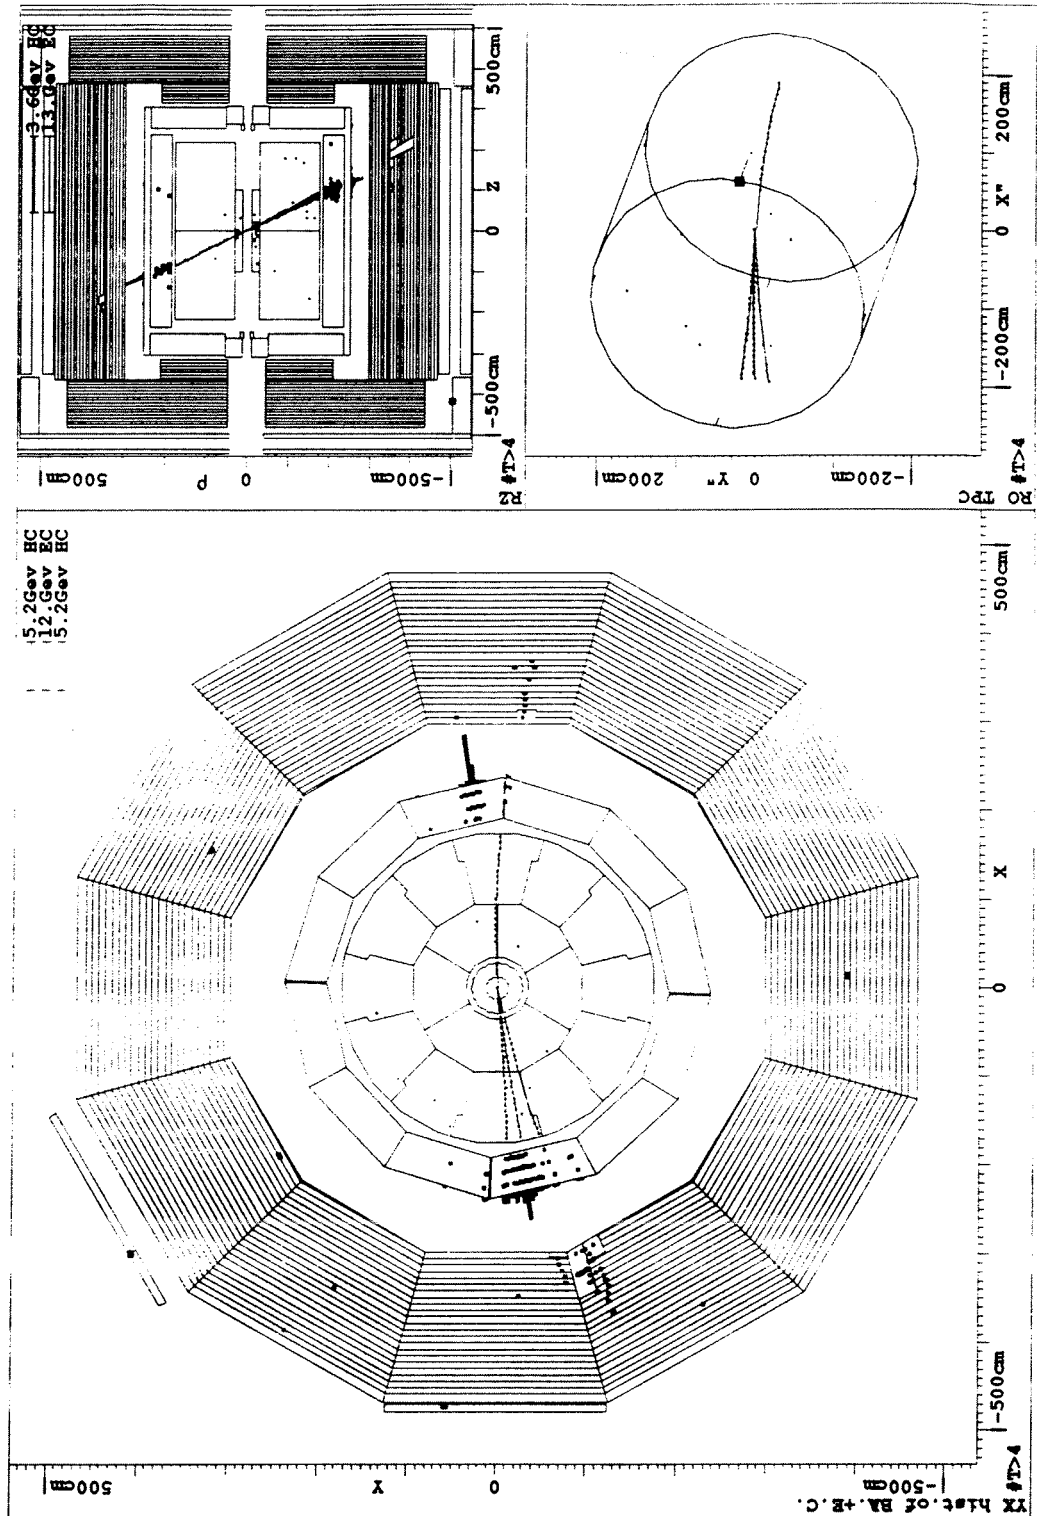 3.6Gev HC
13.Gev EC
500cm
Z
0
-500cm
500cm
ρ
0
-500cm
RZ #T>4
200cm
X"
0
-200cm
200cm
Y"
0
-200cm
RO #T>4
TPC
5.2Gev HC
12.Gev EC
5.2Gev HC
500cm
X
0
-500cm
500cm
Y
0
-500cm
YX hist.of BA.+E.C.
#T>4